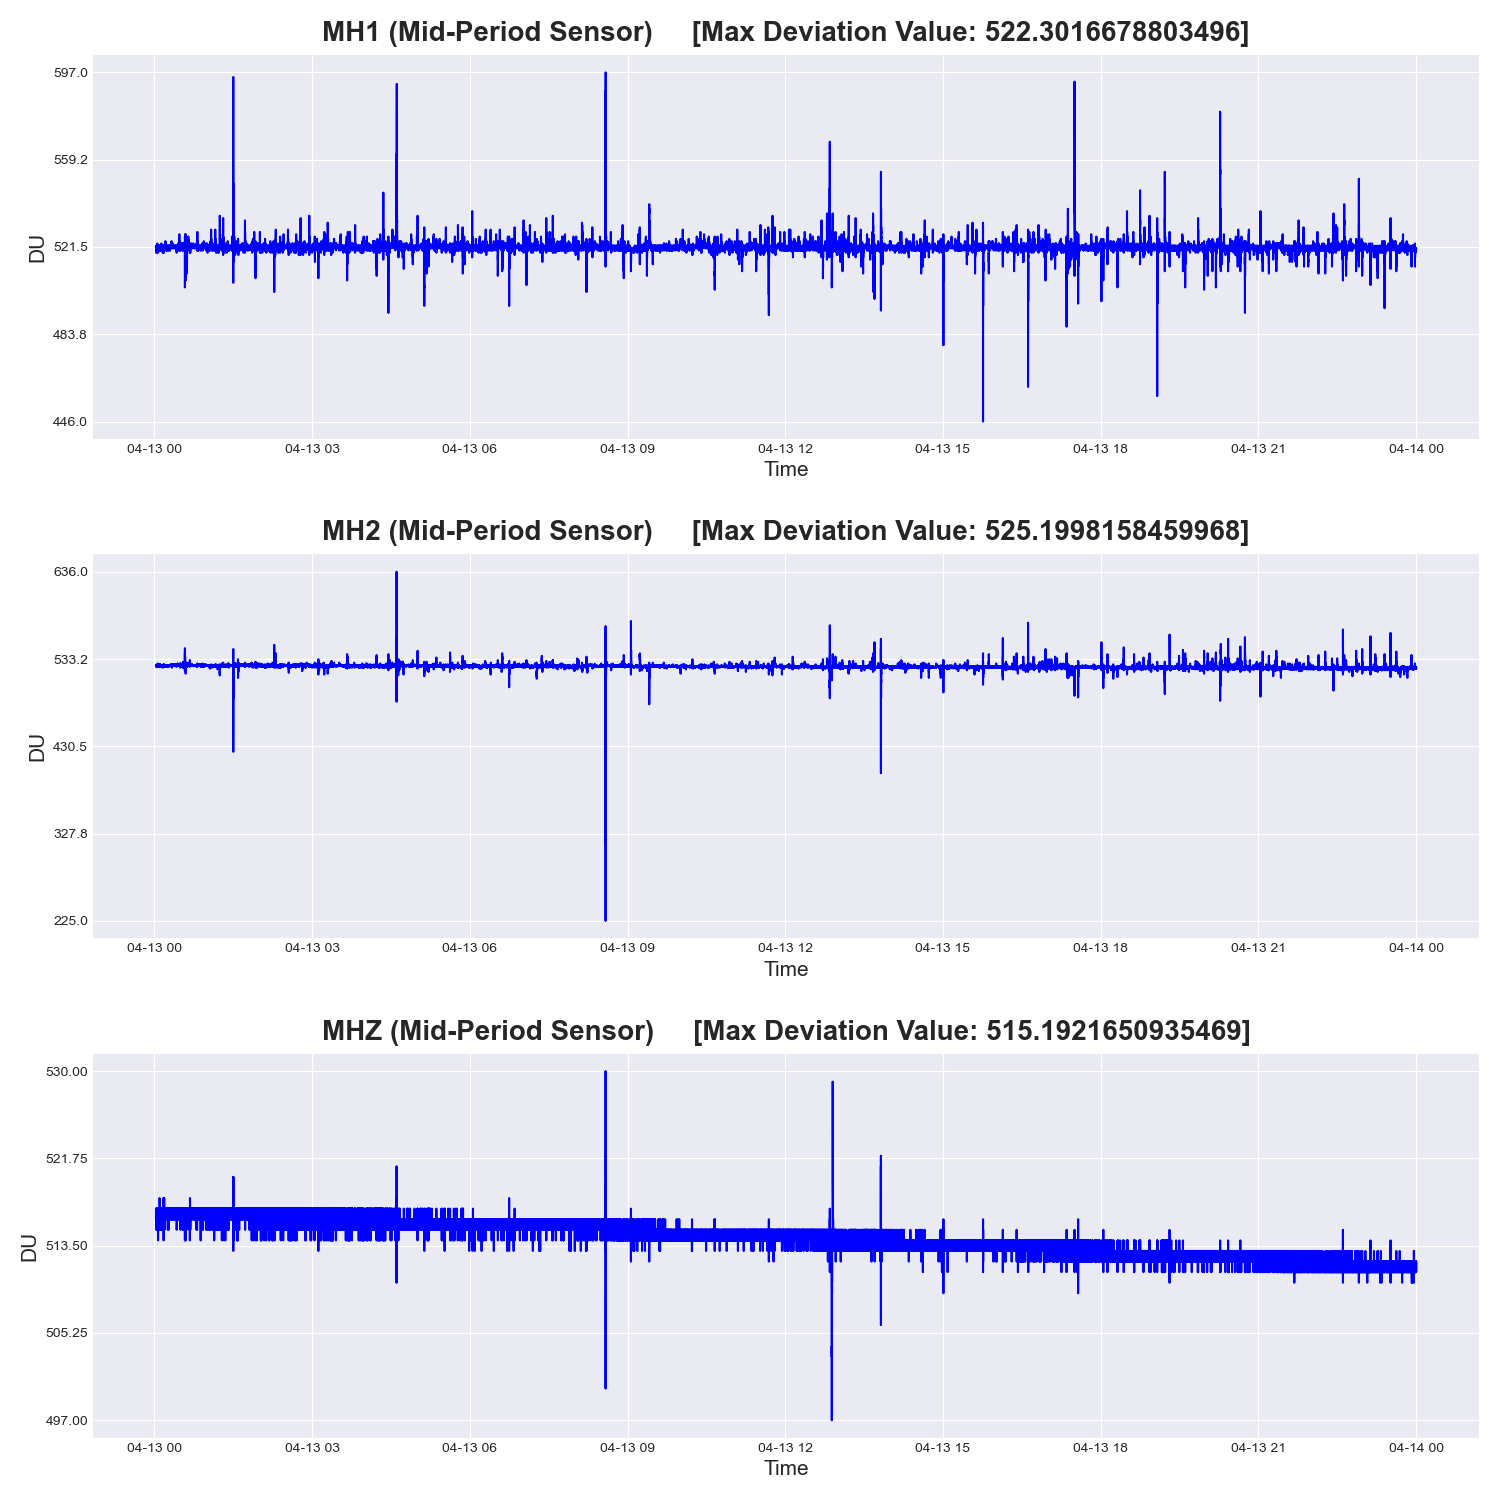 MH1 (Mid-Period Sensor) [Max Deviation Value: 522.3016678803496]
597.0
559.2
521.5
483.8
446.0
DU
04-13 00 04-13 03 04-13 06 04-13 09 04-13 12 04-13 15 04-13 18 04-13 21 04-14 00
Time
MH2 (Mid-Period Sensor) [Max Deviation Value: 525.1998158459968]
636.0
533.2
430.5
327.8
225.0
DU
04-13 00 04-13 03 04-13 06 04-13 09 04-13 12 04-13 15 04-13 18 04-13 21 04-14 00
Time
MHZ (Mid-Period Sensor) [Max Deviation Value: 515.1921650935469]
530.00
521.75
513.50
505.25
497.00
DU
04-13 00 04-13 03 04-13 06 04-13 09 04-13 12 04-13 15 04-13 18 04-13 21 04-14 00
Time